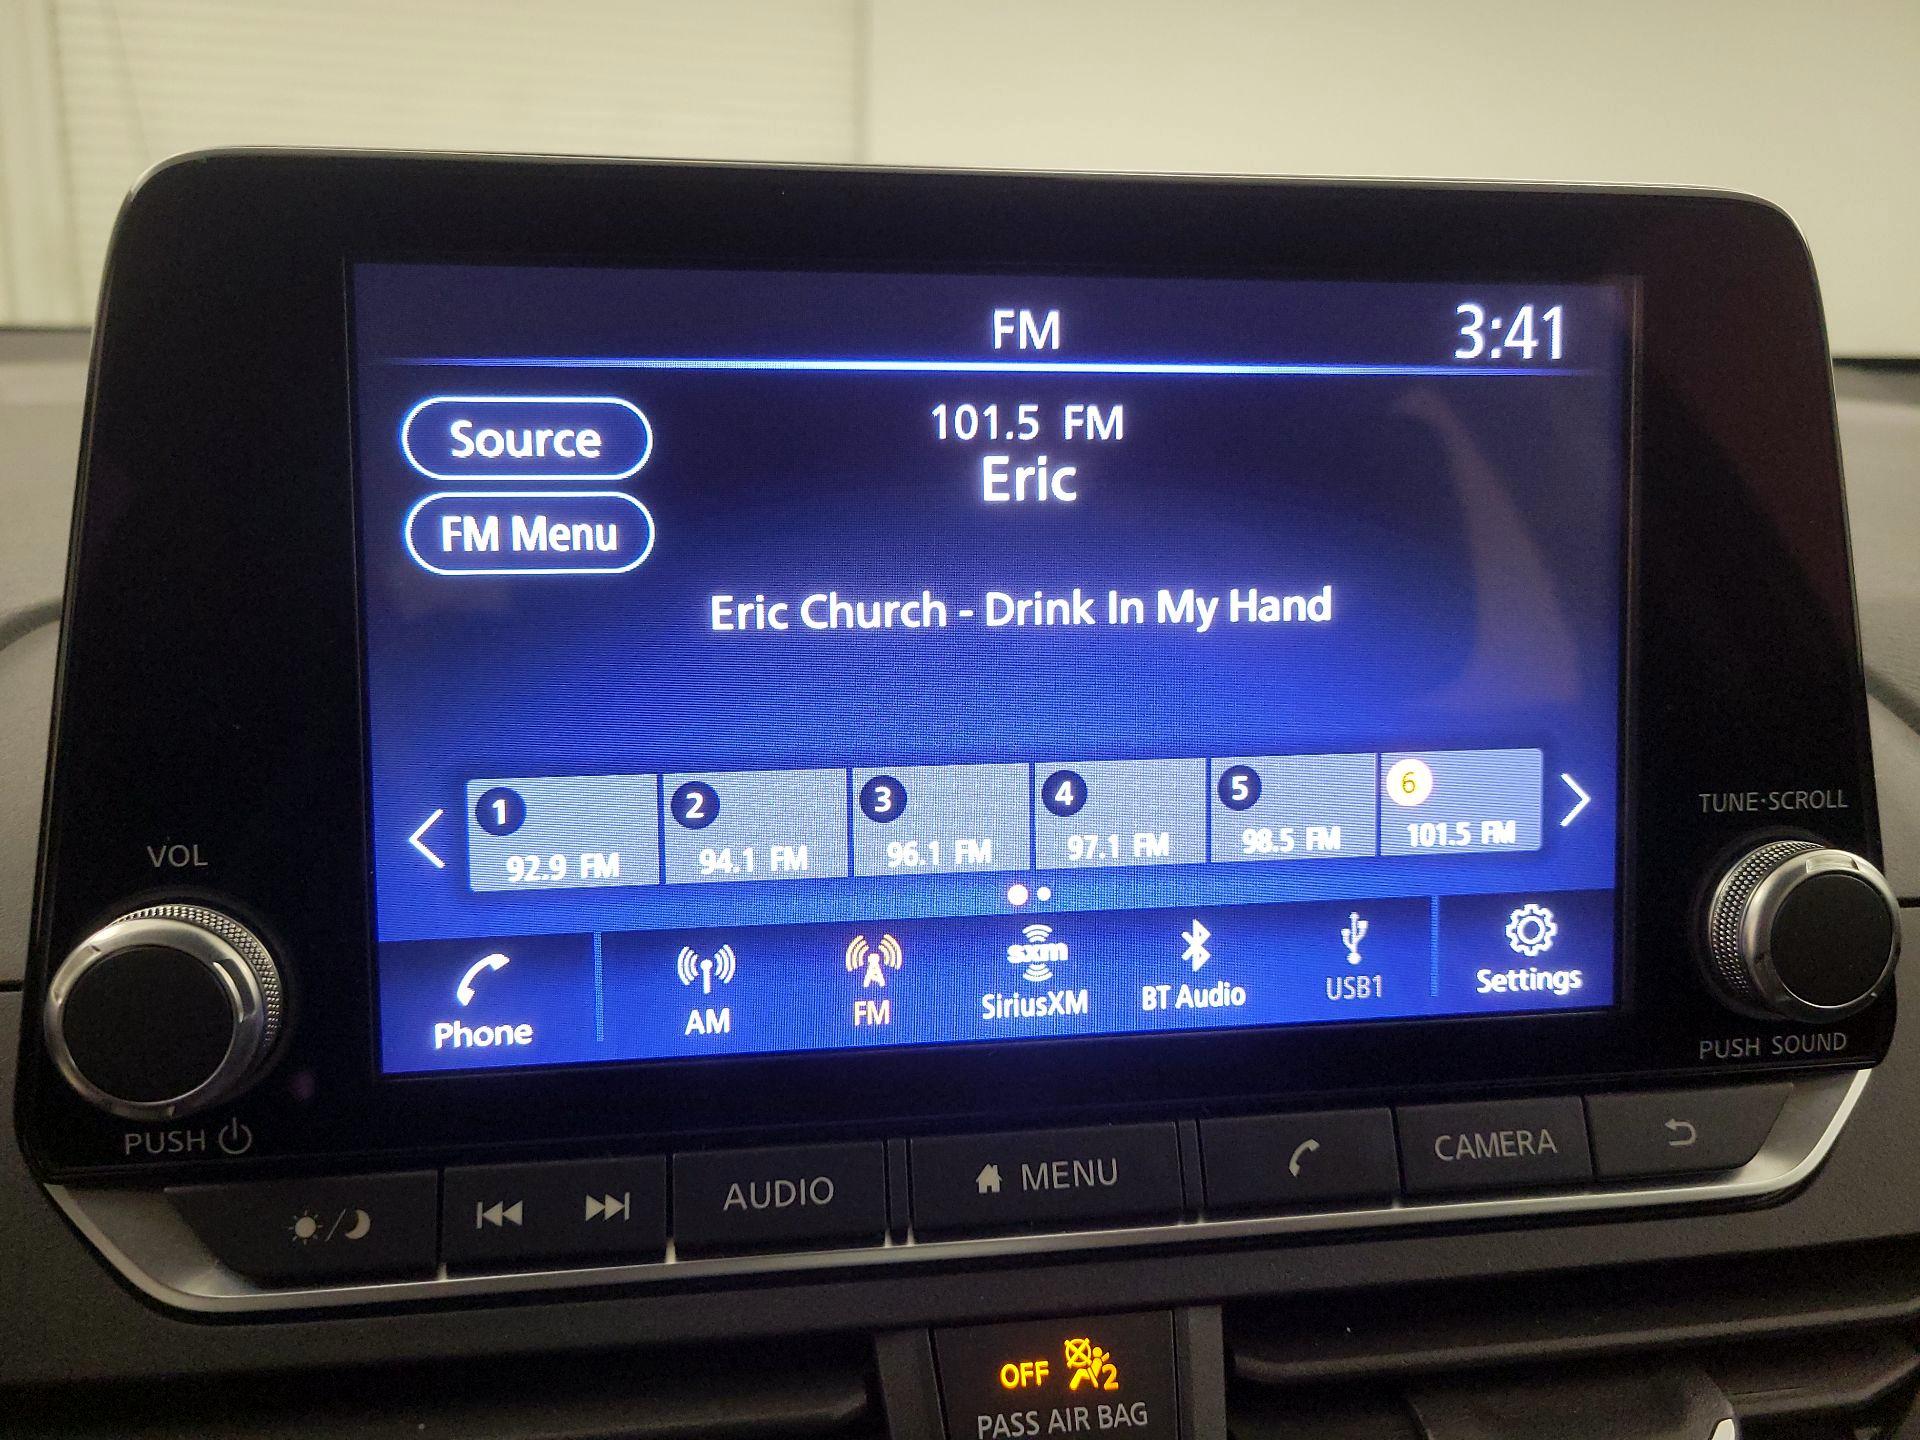 FM 3:41
Source
101.5 FM
Eric
FM Menu
Eric Church - Drink In My Hand
1 2 3 4 5 6
92.9 FM 94.1 FM 96.1 FM 97.1 FM 98.5 FM 101.5 FM
sxm
Phone AM FM SiriusXM BT Audio USB1 Settings
VOL
PUSH
TUNE·SCROLL
PUSH SOUND
AUDIO MENU CAMERA
OFF 2
PASS AIR BAG